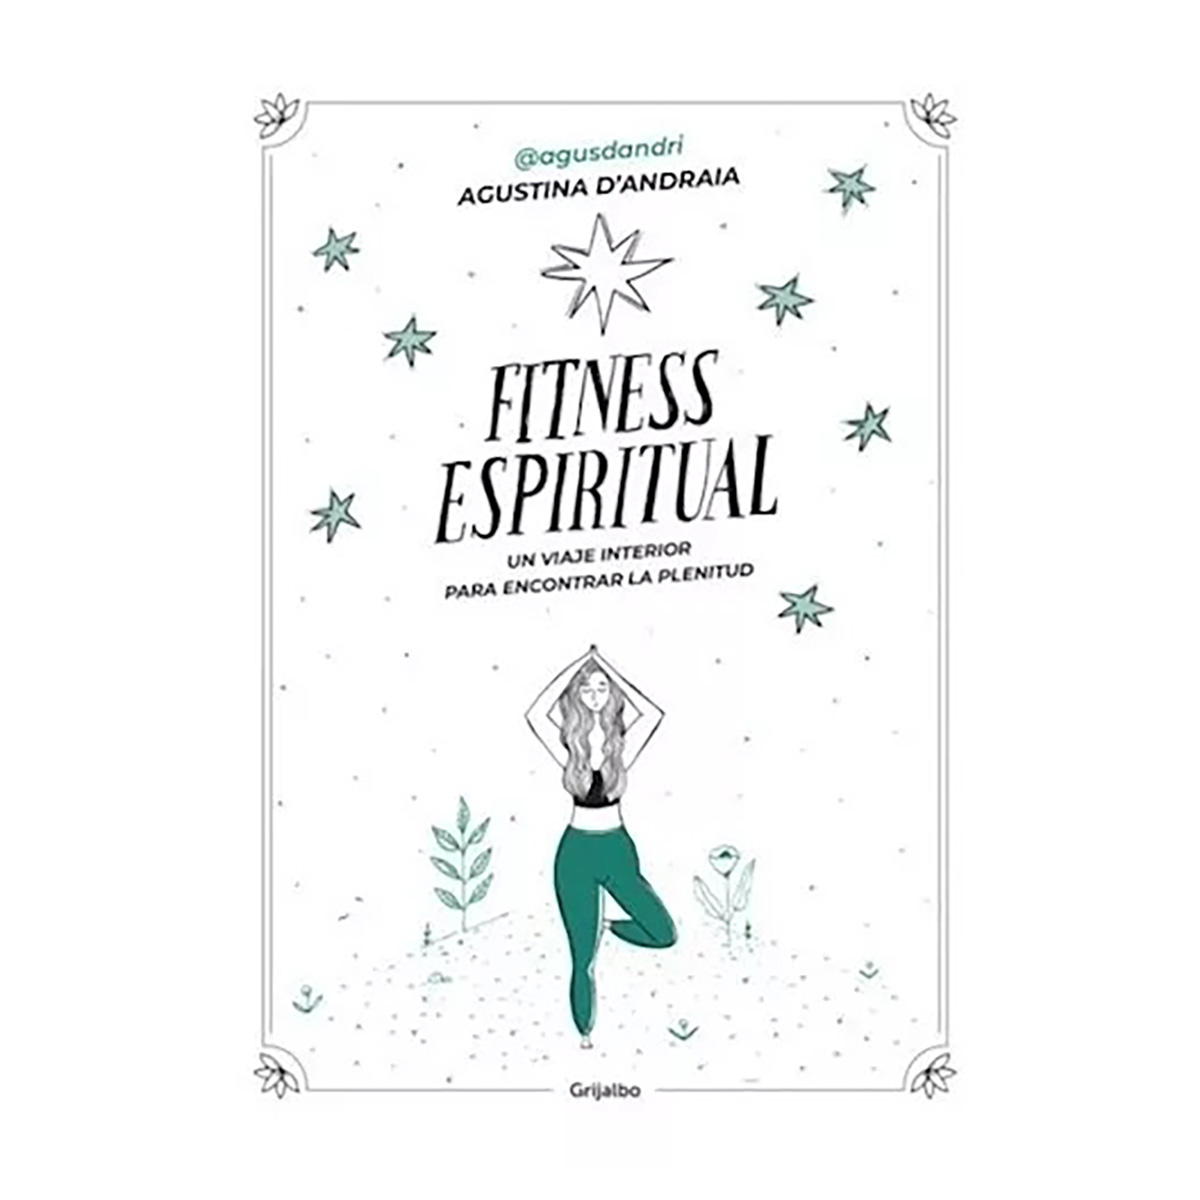 @agusdandri
AGUSTINA D'ANDRAIA
FITNESS
ESPIRITUAL
UN VIAJE INTERIOR
PARA ENCONTRAR LA PLENITUD
Grijalbo